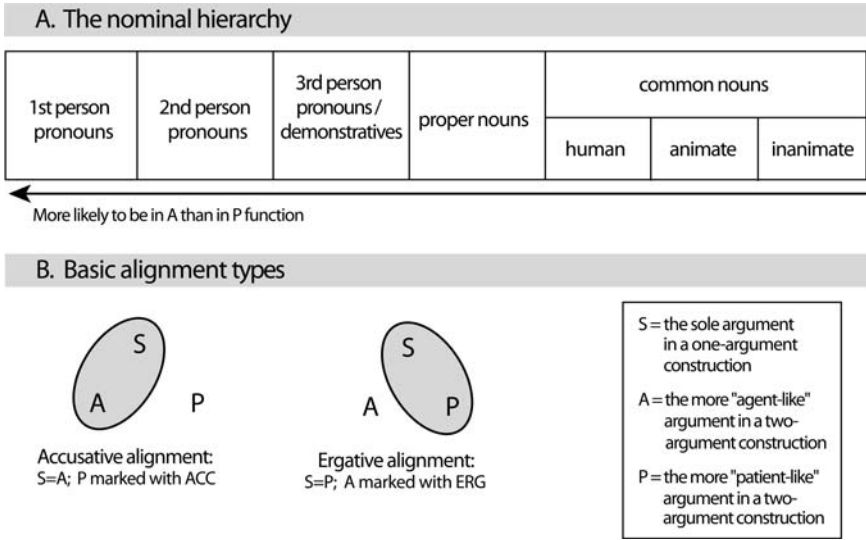 A. The nominal hierarchy
1st person
pronouns
2nd person
pronouns
3rd person
pronouns/
demonstratives
proper nouns
common nouns
human
animate
inanimate
More likely to be in A than in P function
B. Basic alignment types
S
A
P
Accusative alignment:
S=A; P marked with ACC
S
A
P
Ergative alignment:
S=P; A marked with ERG
S = the sole argument
in a one-argument
construction
A = the more "agent-like"
argument in a two-
argument construction
P = the more "patient-like"
argument in a two-
argument construction